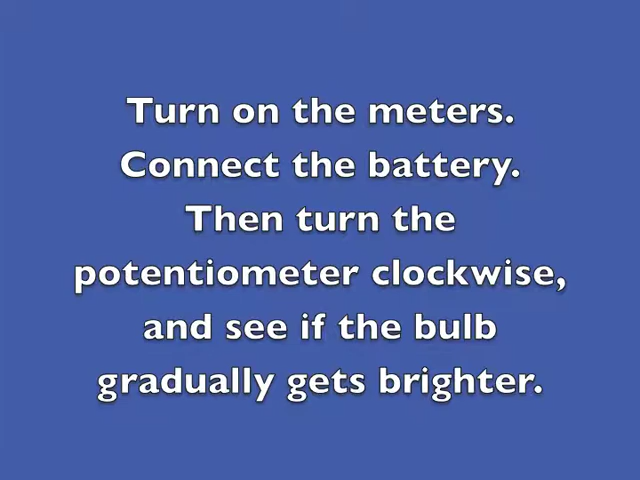 Turn on the meters.
Connect the battery.
Then turn the
potentiometer clockwise,
and see if the bulb
gradually gets brighter.